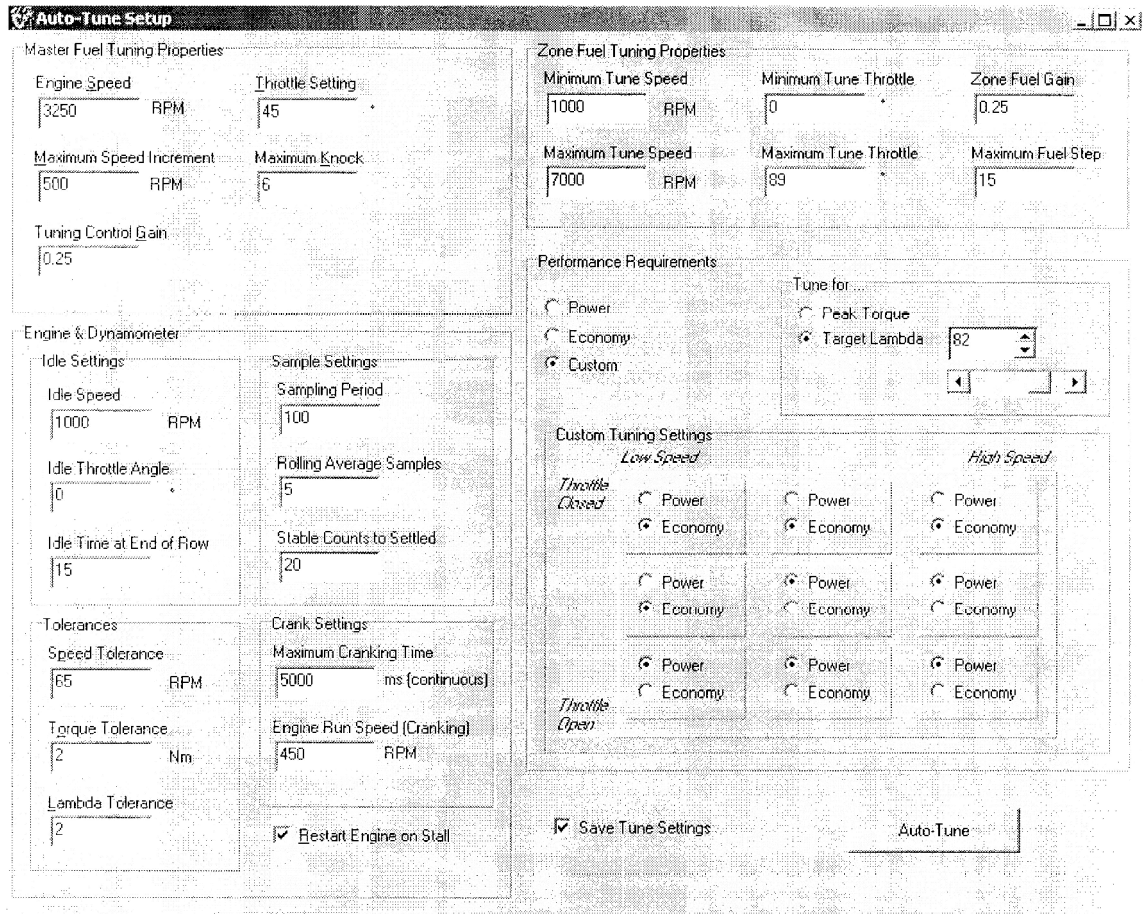 Auto-Tune Setup
Master Fuel Tuning Properties
Engine Speed
3250 RPM
Throttle Setting
45 °
Maximum Speed Increment
500 RPM
Maximum Knock
6
Tuning Control Gain
0.25
Engine & Dynamometer
Idle Settings
Idle Speed
1000 RPM
Idle Throttle Angle
0 °
Idle Time at End of Row
15
Sample Settings
Sampling Period
100
Rolling Average Samples
5
Stable Counts to Settled
20
Tolerances
Speed Tolerance
65 RPM
Torque Tolerance
2 Nm
Lambda Tolerance
2
Crank Settings
Maximum Cranking Time
5000 ms (continuous)
Engine Run Speed (Cranking)
450 RPM
Restart Engine on Stall
Zone Fuel Tuning Properties
Minimum Tune Speed
1000 RPM
Minimum Tune Throttle
0 °
Zone Fuel Gain
0.25
Maximum Tune Speed
7000 RPM
Maximum Tune Throttle
89 °
Maximum Fuel Step
15
Performance Requirements
Power
Economy
Custom
Tune for ...
Peak Torque
Target Lambda 82
Custom Tuning Settings
Low Speed High Speed
Throttle
Closed
Power Power Power
Economy Economy Economy
Power Power Power
Economy Economy Economy
Power Power Power
Economy Economy Economy
Throttle
Open
Save Tune Settings
Auto-Tune